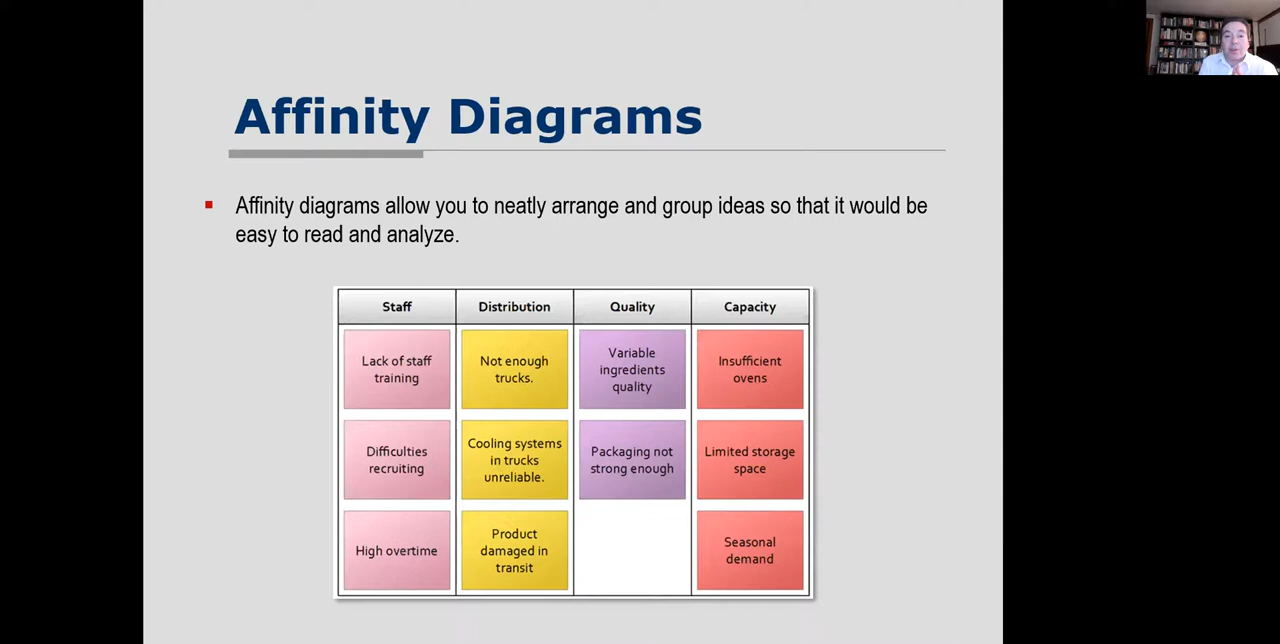 Affinity Diagrams
Affinity diagrams allow you to neatly arrange and group ideas so that it would be
easy to read and analyze.
Staff
Distribution
Quality
Capacity
Lack of staff
training
Not enough
trucks.
Variable
ingredients
quality
Insufficient
ovens
Difficulties
recruiting
Cooling systems
in trucks
unreliable.
Packaging not
strong enough
Limited storage
space
High overtime
Product
damaged in
transit
Seasonal
demand